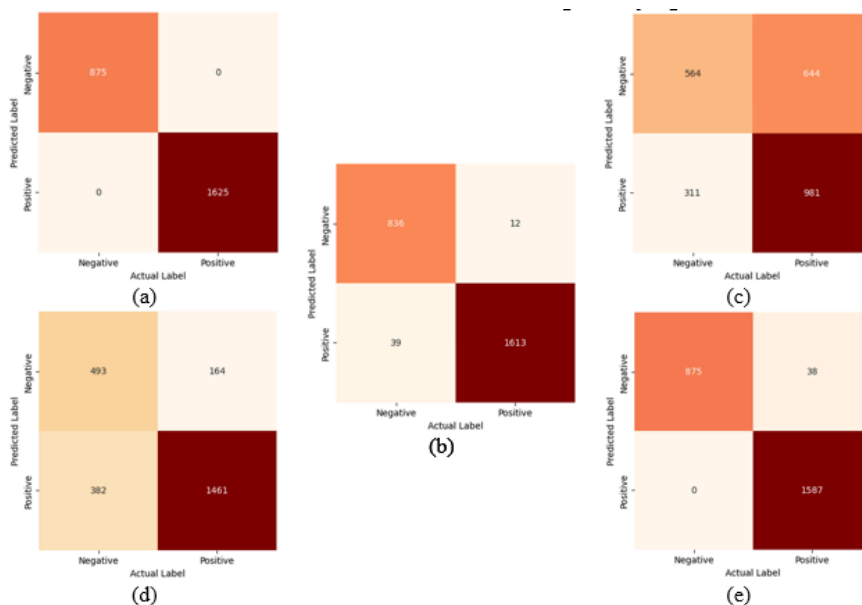 Negative
875
0
Predicted Label
Positive
0
1625
Negative
Positive
Actual Label
(a)
Negative
836
12
Predicted Label
Positive
39
1613
Negative
Positive
Actual Label
(b)
Negative
564
644
Predicted Label
Positive
311
981
Negative
Positive
Actual Label
(c)
Negative
493
164
Predicted Label
Positive
382
1461
Negative
Positive
Actual Label
(d)
Negative
875
38
Predicted Label
Positive
0
1587
Negative
Positive
Actual Label
(e)